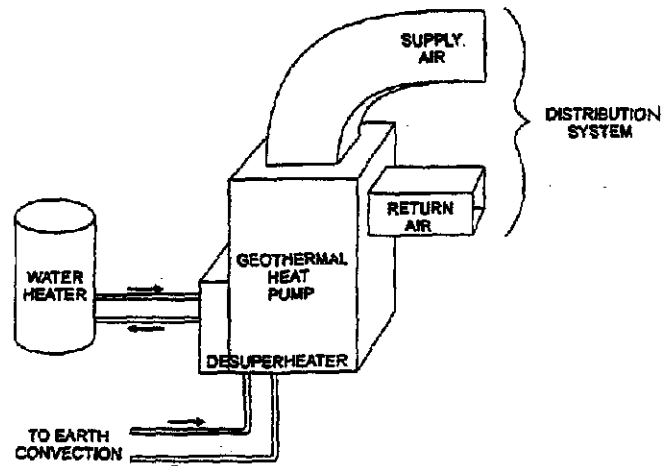 SUPPLY.
AIR
DISTRIBUTION
SYSTEM
RETURN
AIR
GEOTHERMAL
HEAT
PUMP
WATER
HEATER
DESUPERHEATER
TO EARTH
CONVECTION